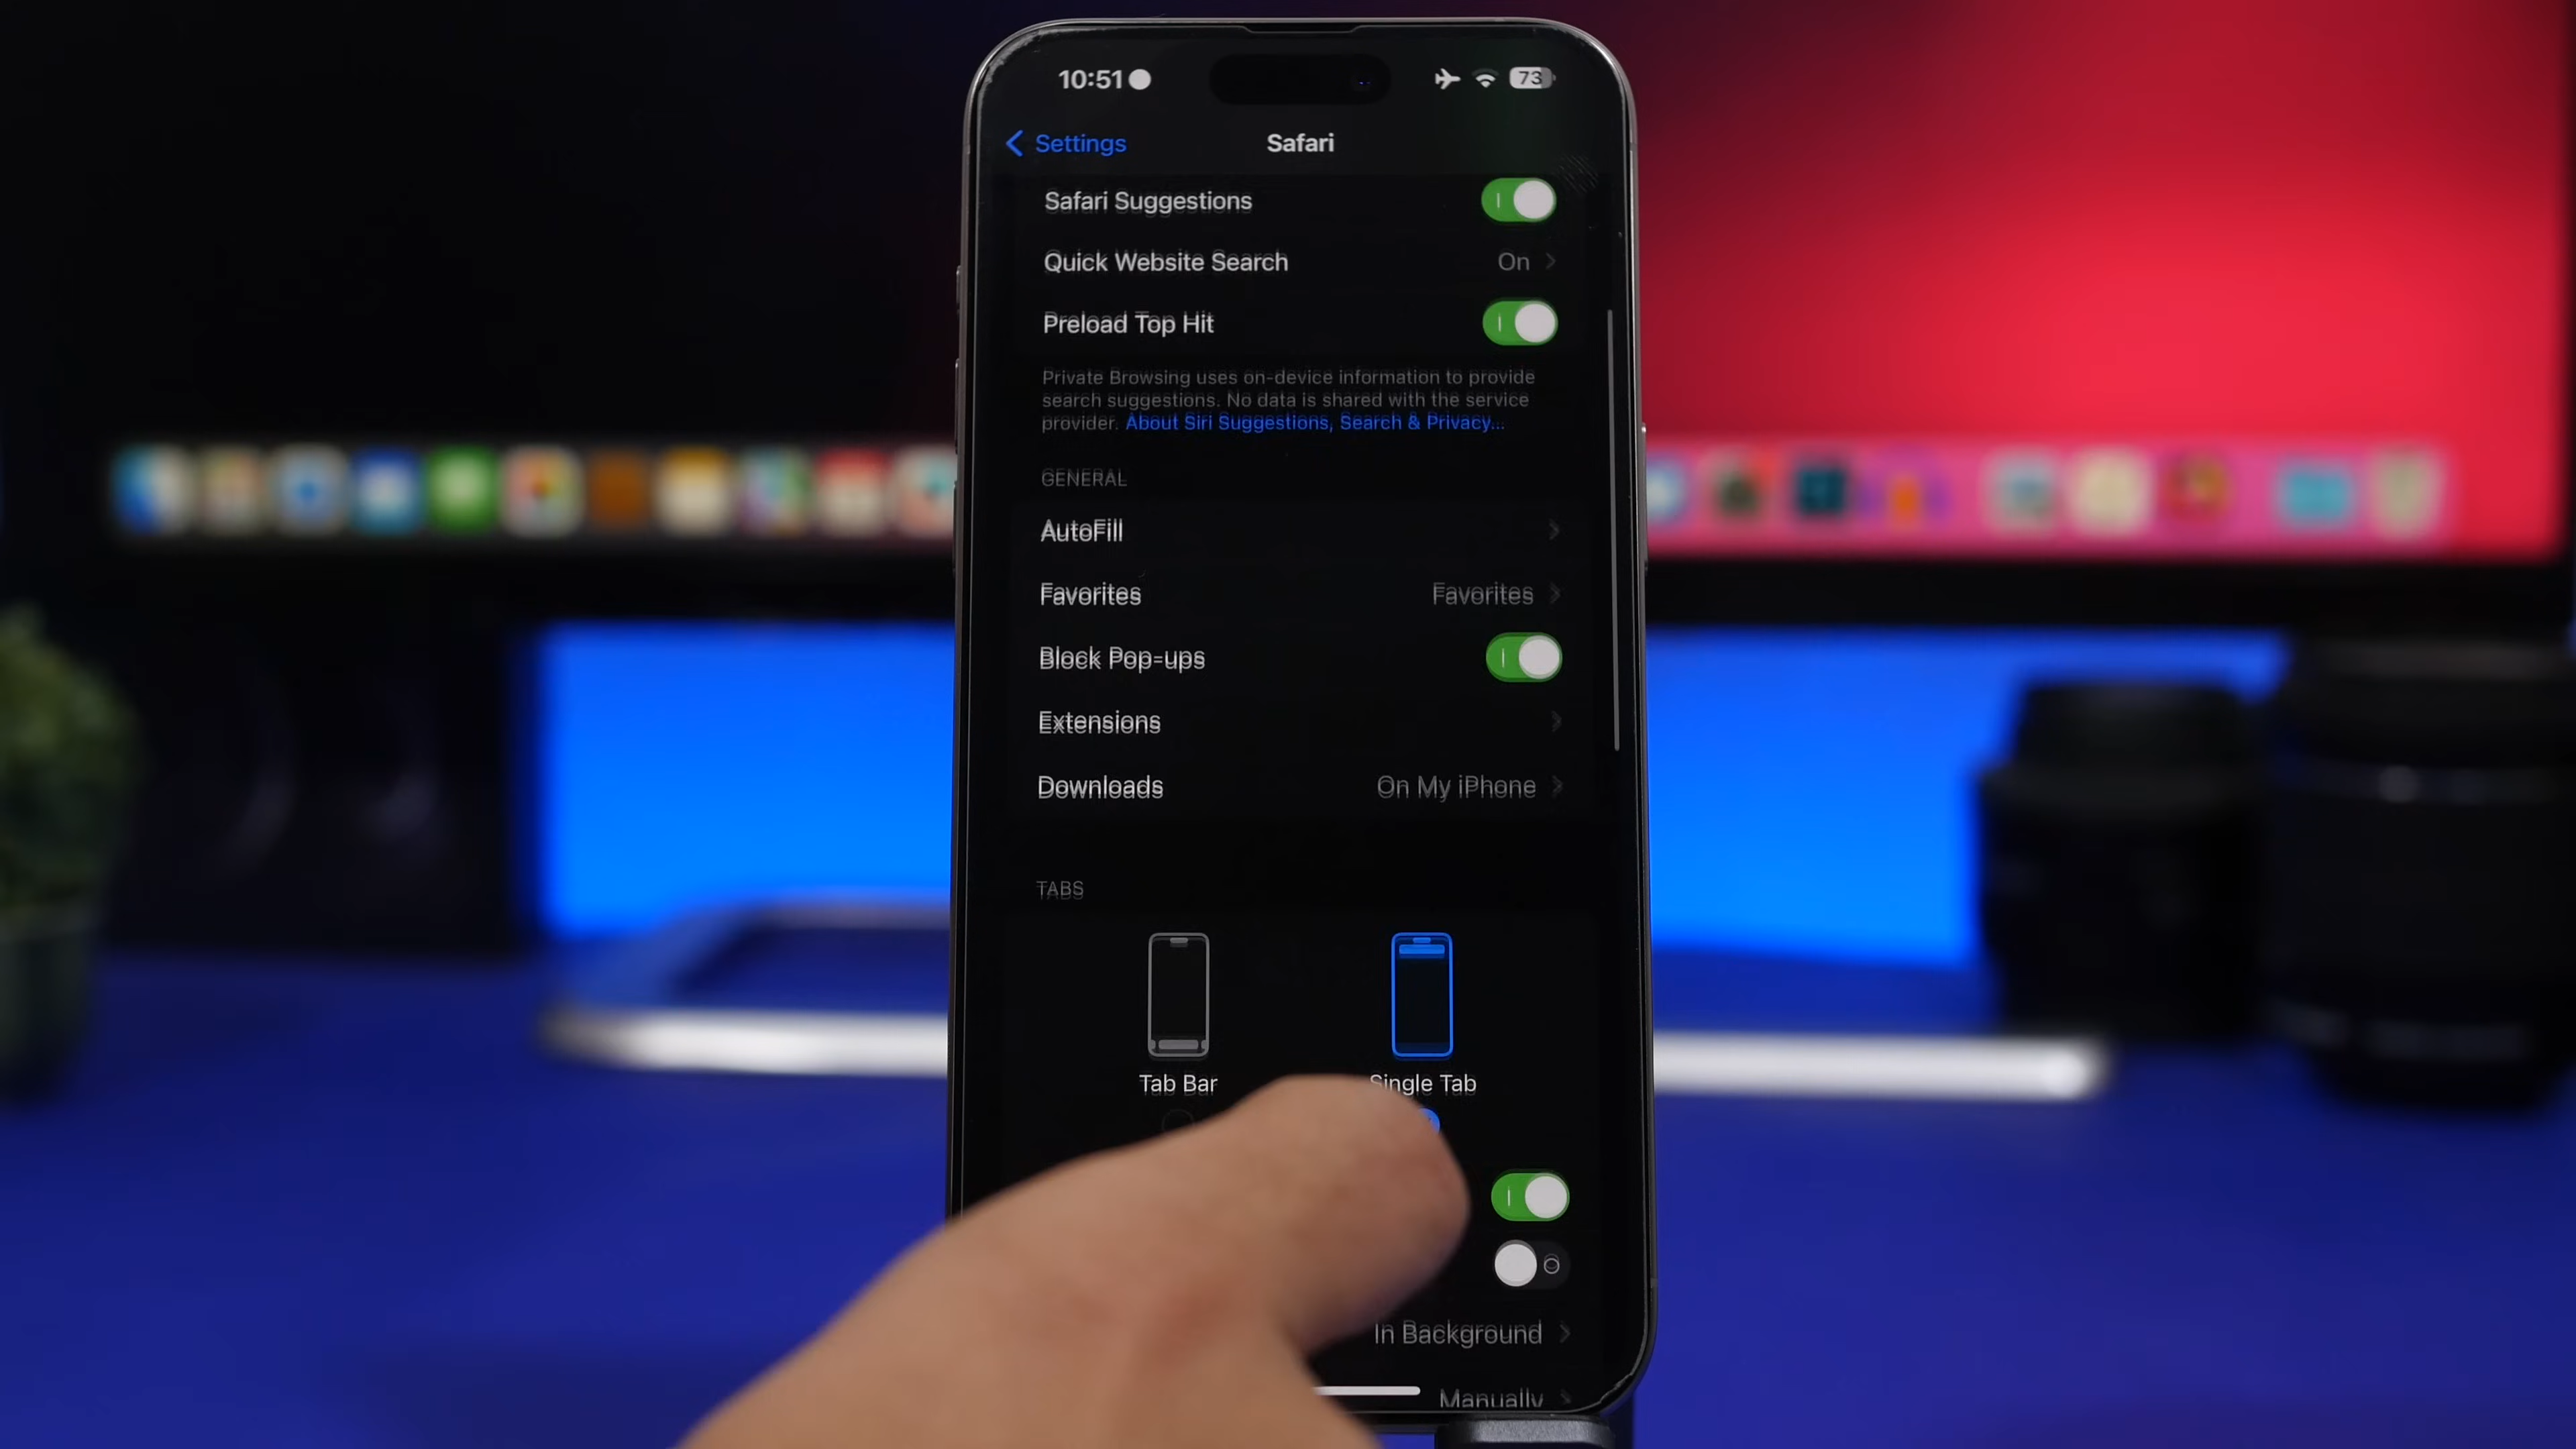 10:51
73
Settings
Safari
Safari Suggestions
Quick Website Search On
Preload Top Hit
Private Browsing uses on-device information to provide
search suggestions. No data is shared with the service
provider. About Siri Suggestions, Search & Privacy...
GENERAL
AutoFill
Favorites Favorites
Block Pop-ups
Extensions
Downloads On My iPhone
TABS
Tab Bar Single Tab
In Background
Manually